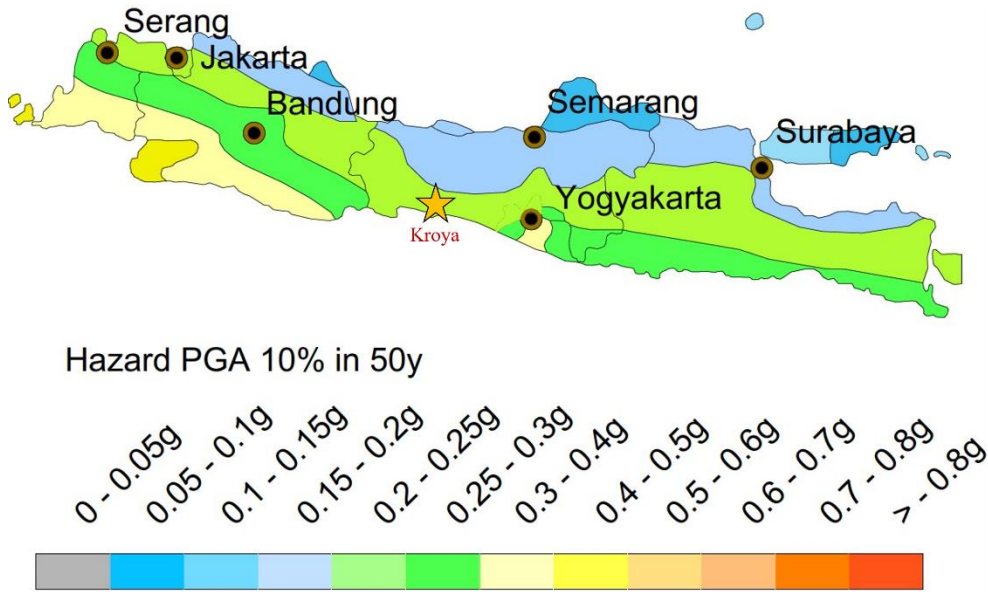 Serang
Jakarta
Bandung
Semarang
Surabaya
Yogyakarta
Kroya
Hazard PGA 10% in 50y
0 - 0.05g
0.05 - 0.1g
0.1 - 0.15g
0.15 - 0.2g
0.2 - 0.25g
0.25 - 0.3g
0.3 - 0.4g
0.4 - 0.5g
0.5 - 0.6g
0.6 - 0.7g
0.7 - 0.8g
> - 0.8g